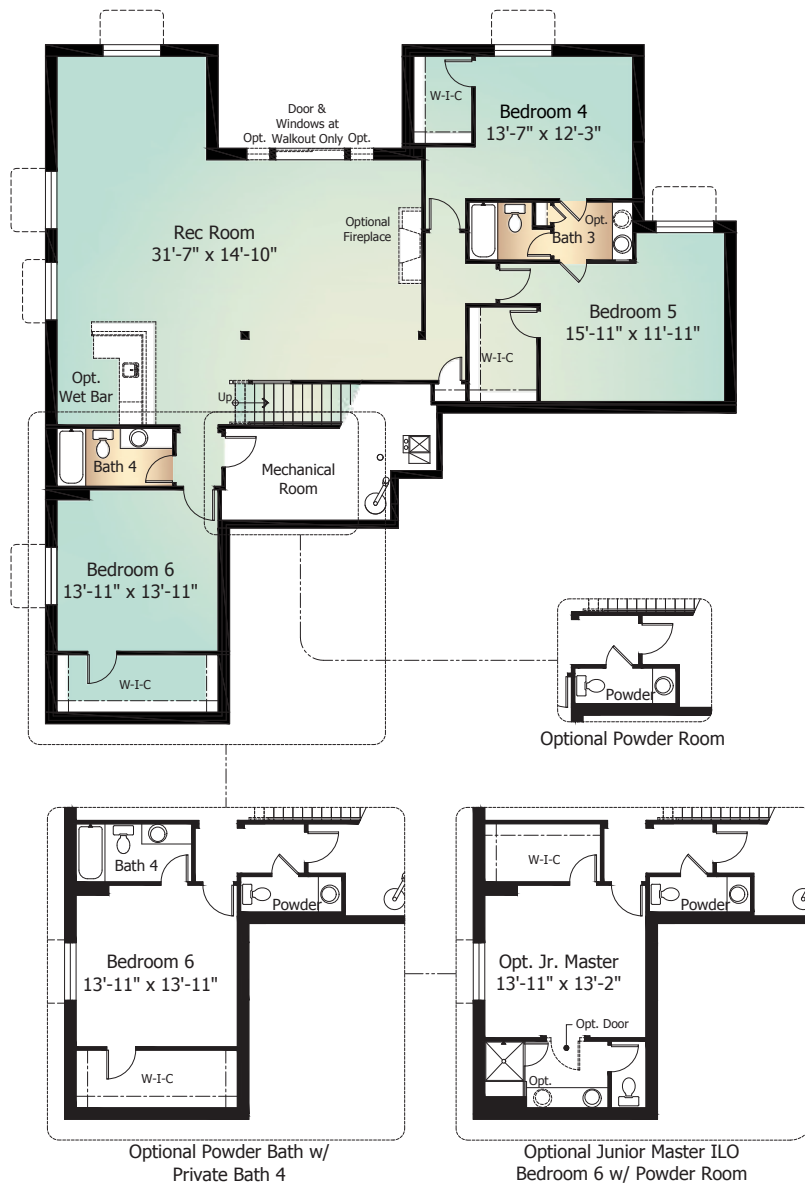 W-I-C
Bedroom 4
13'-7" x 12'-3"
Door &
Windows at
Opt. Walkout Only Opt.
Rec Room
31'-7" x 14'-10"
Optional
Fireplace
Opt.
Bath 3
Bedroom 5
15'-11" x 11'-11"
W-I-C
Opt.
Wet Bar
Up
Bath 4
Mechanical
Room
Bedroom 6
13'-11" x 13'-11"
W-I-C
Powder
Optional Powder Room
Bath 4
Powder
Bedroom 6
13'-11" x 13'-11"
W-I-C
Optional Powder Bath w/
Private Bath 4
W-I-C
Powder
Opt. Jr. Master
13'-11" x 13'-2"
Opt. Door
Opt.
Optional Junior Master ILO
Bedroom 6 w/ Powder Room